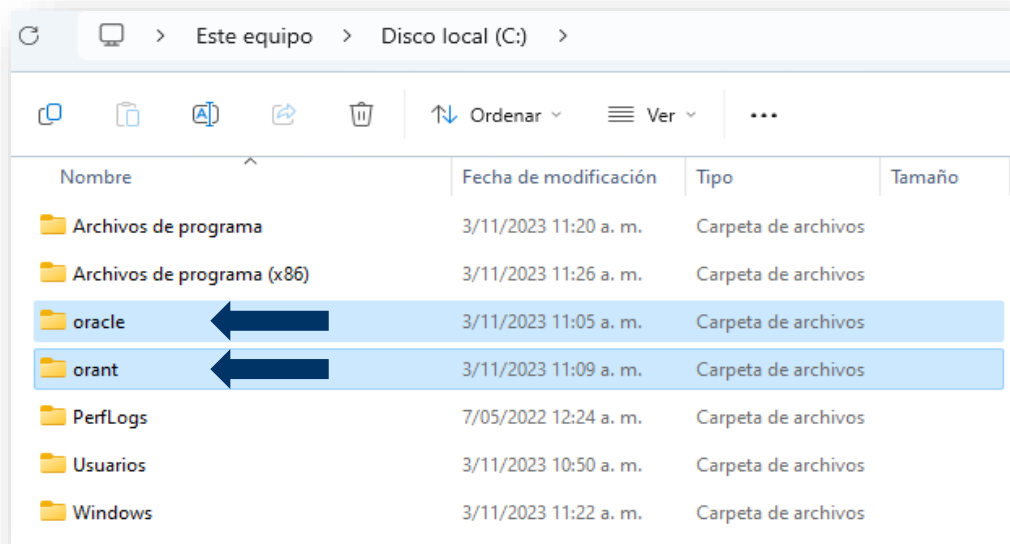 Este equipo > Disco local (C:) >
Ordenar Ver
Nombre Fecha de modificación Tipo Tamaño
Archivos de programa 3/11/2023 11:20 a. m. Carpeta de archivos
Archivos de programa (x86) 3/11/2023 11:26 a. m. Carpeta de archivos
oracle 3/11/2023 11:05 a. m. Carpeta de archivos
orant 3/11/2023 11:09 a. m. Carpeta de archivos
PerfLogs 7/05/2022 12:24 a. m. Carpeta de archivos
Usuarios 3/11/2023 10:50 a. m. Carpeta de archivos
Windows 3/11/2023 11:22 a. m. Carpeta de archivos